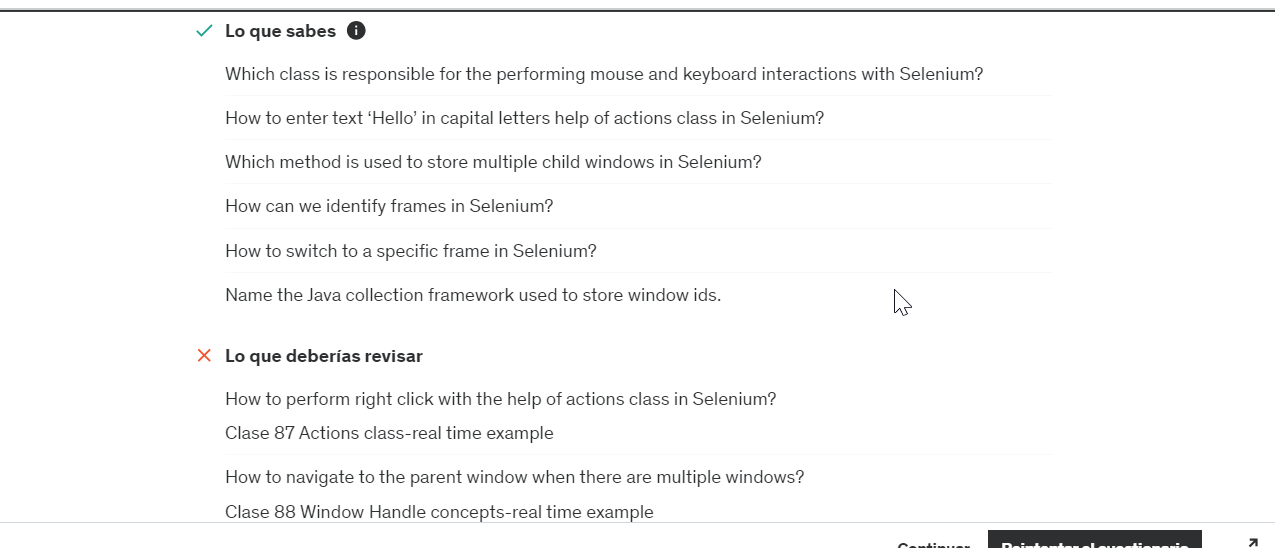 Lo que sabes
Which class is responsible for the performing mouse and keyboard interactions with Selenium?
How to enter text ‘Hello’ in capital letters help of actions class in Selenium?
Which method is used to store multiple child windows in Selenium?
How can we identify frames in Selenium?
How to switch to a specific frame in Selenium?
Name the Java collection framework used to store window ids.
Lo que deberías revisar
How to perform right click with the help of actions class in Selenium?
Clase 87 Actions class-real time example
How to navigate to the parent window when there are multiple windows?
Clase 88 Window Handle concepts-real time example
Continuar Reintentar el cuestionario